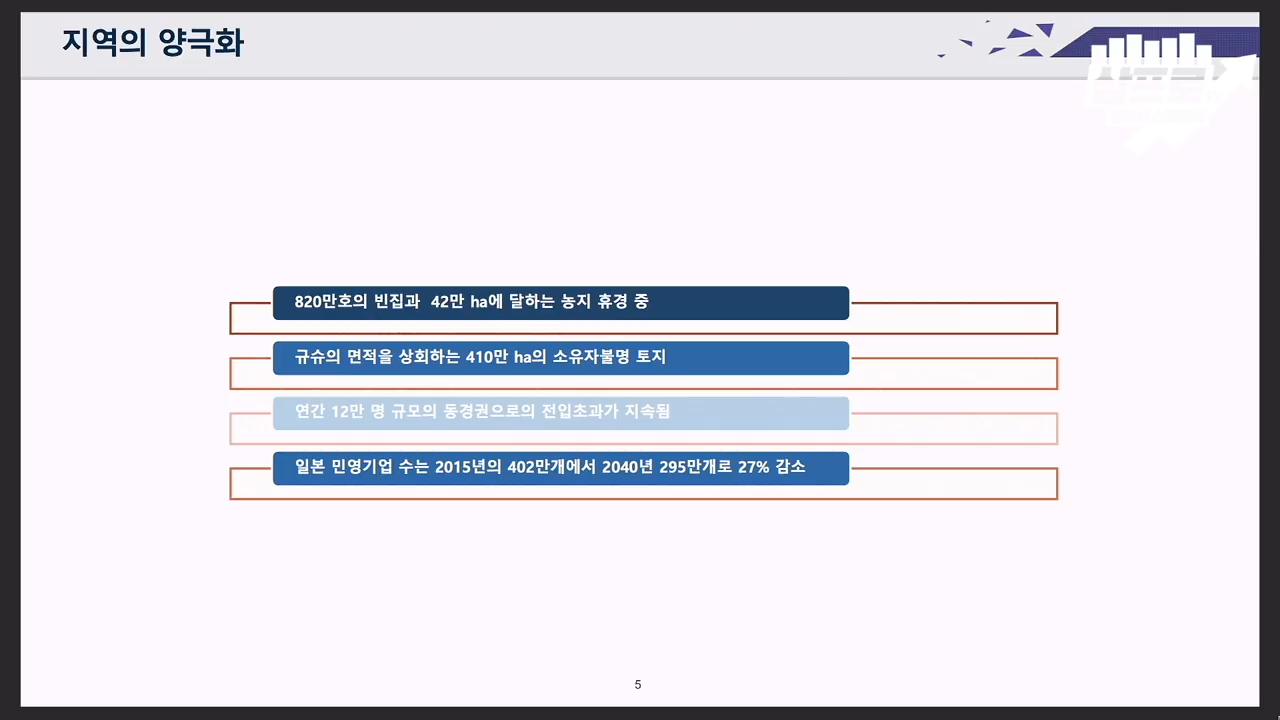 지역의 양극화
820만호의 빈집과 42만 ha에 달하는 농지 휴경 중
규슈의 면적을 상회하는 410만 ha의 소유자불명 토지
연간 12만 명 규모의 동경권으로의 전입초과가 지속됨
일본 민영기업 수는 2015년의 402만개에서 2040년 295만개로 27% 감소
5